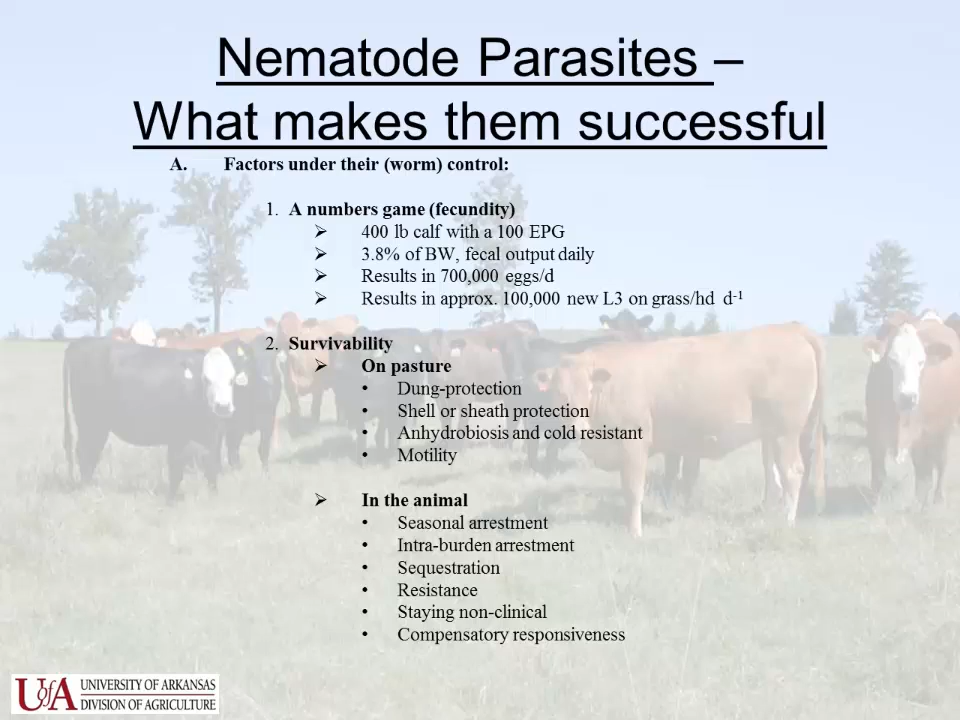 Nematode Parasites –
What makes them successful
A. Factors under their (worm) control:
1. A numbers game (fecundity)
➢ 400 lb calf with a 100 EPG
➢ 3.8% of BW, fecal output daily
➢ Results in 700,000 eggs/d
➢ Results in approx. 100,000 new L3 on grass/hd d-1
2. Survivability
➢ On pasture
• Dung-protection
• Shell or sheath protection
• Anhydrobiosis and cold resistant
• Motility
➢ In the animal
• Seasonal arrestment
• Intra-burden arrestment
• Sequestration
• Resistance
• Staying non-clinical
• Compensatory responsiveness
UofA UNIVERSITY OF ARKANSAS
DIVISION OF AGRICULTURE